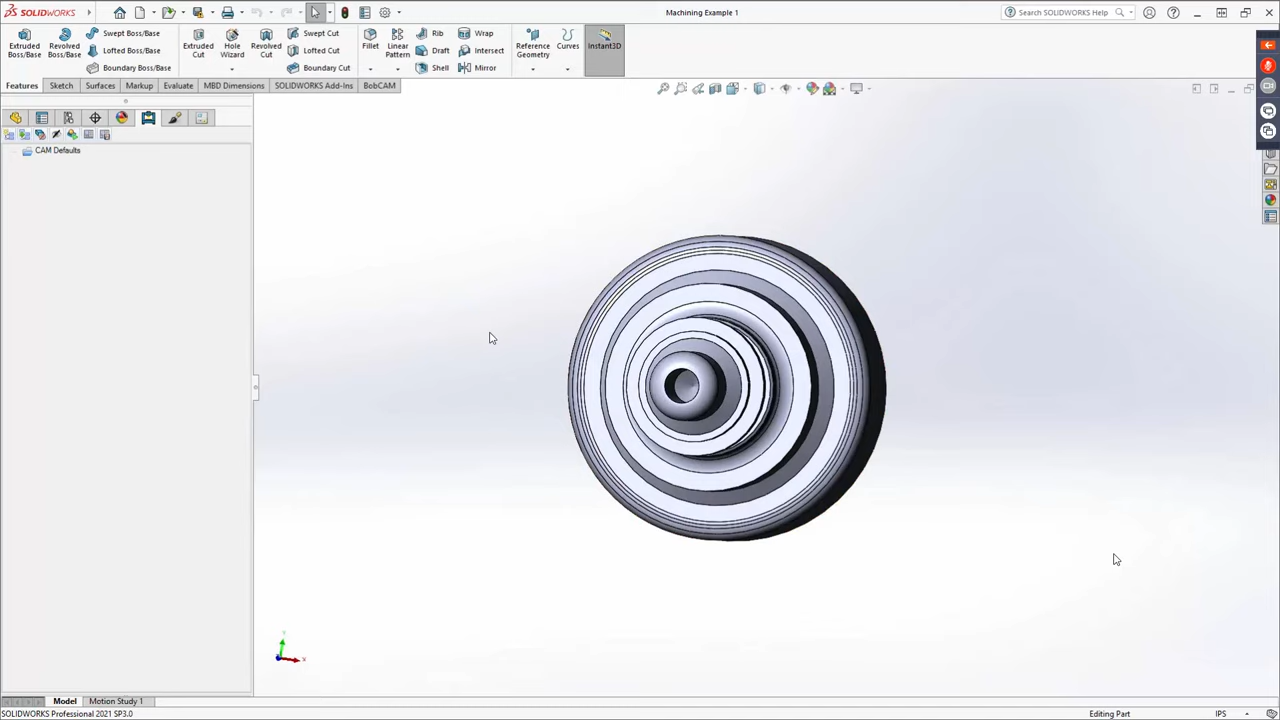 SOLIDWORKS
Machining Example 1
Search SOLIDWORKS Help
Extruded Boss/Base
Revolved Boss/Base
Swept Boss/Base
Lofted Boss/Base
Boundary Boss/Base
Extruded Cut
Hole Wizard
Revolved Cut
Swept Cut
Lofted Cut
Boundary Cut
Fillet
Linear Pattern
Rib
Draft
Shell
Wrap
Intersect
Mirror
Reference Geometry
Curves
Instant3D
Features
Sketch
Surfaces
Markup
Evaluate
MBD Dimensions
SOLIDWORKS Add-Ins
BobCAM
CAM Defaults
Y
X
Model
Motion Study 1
SOLIDWORKS Professional 2021 SP3.0
Editing Part
IPS